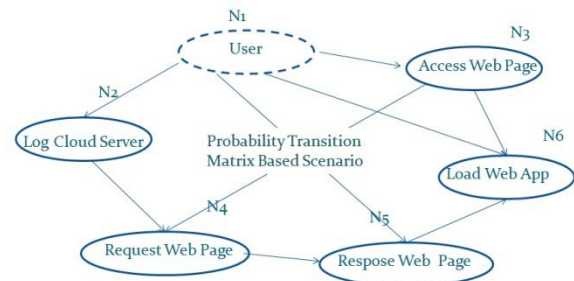 N1
User
N3
Access Web Page
N2
Log Cloud Server
Probability Transition
Matrix Based Scenario
N6
Load Web App
N4
Request Web Page
N5
Respose Web Page